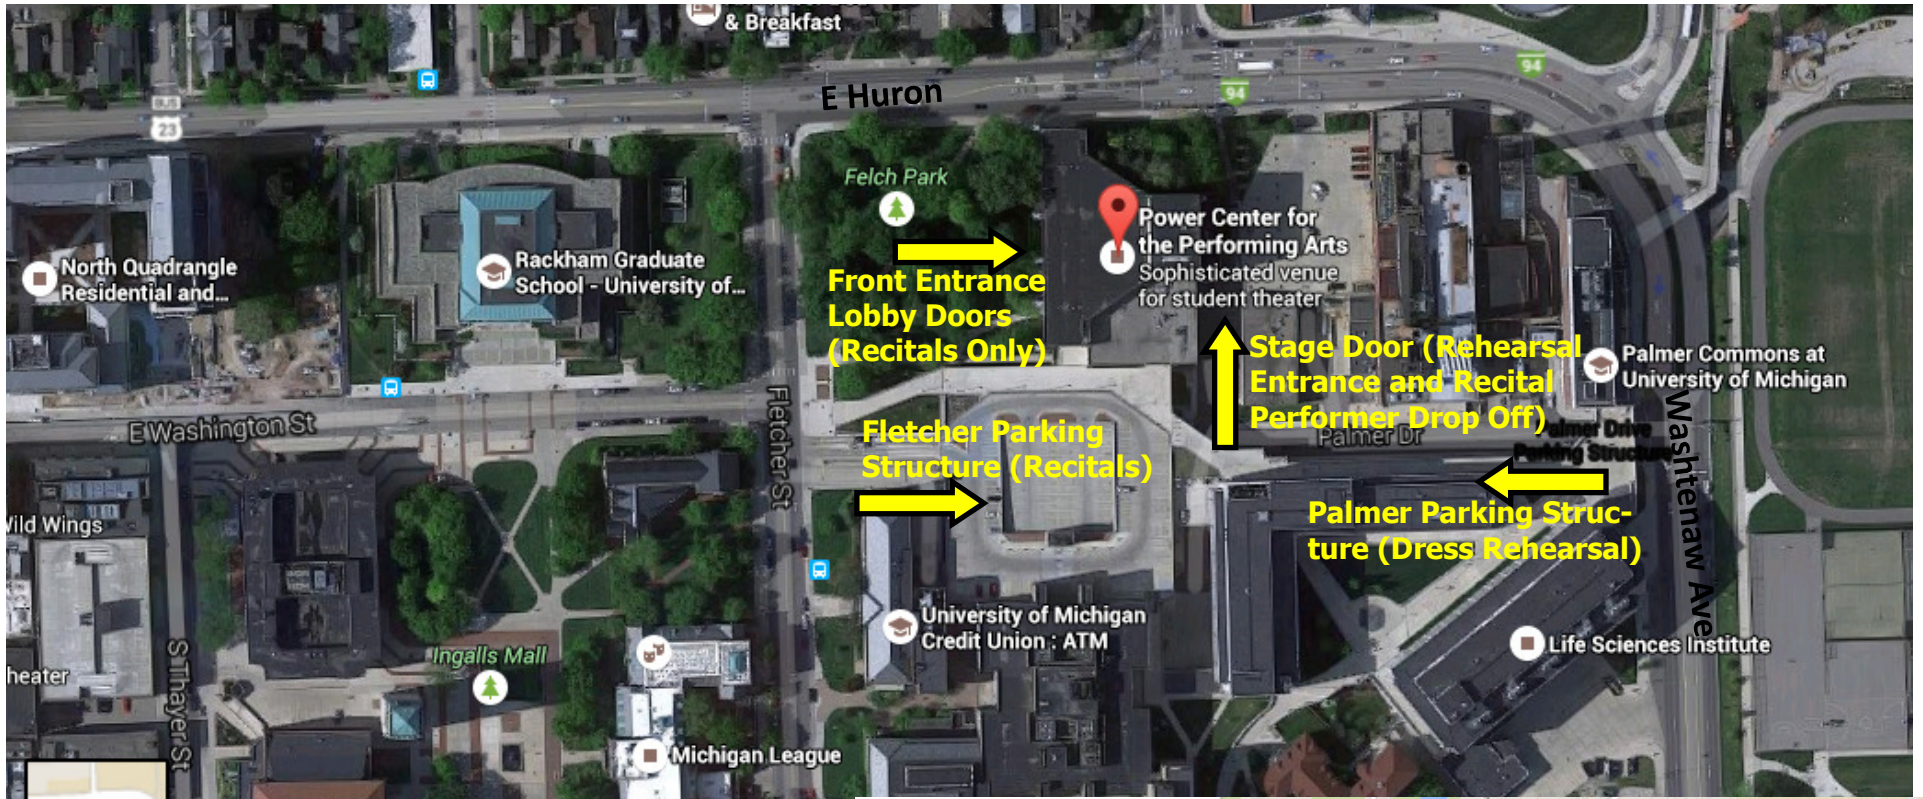 & Breakfast
E Huron
94
94
BUS
23
Felch Park
North Quadrangle
Residential and...
Rackham Graduate
School - University of...
Power Center for
the Performing Arts
Sophisticated venue
for student theater
Front Entrance
Lobby Doors
(Recitals Only)
Stage Door (Rehearsal
Entrance and Recital
Performer Drop Off)
Palmer Commons at
University of Michigan
E Washington St
Fletcher St
Palmer Dr
Palmer Drive
Parking Structure
Washtenaw Ave
Fletcher Parking
Structure (Recitals)
Palmer Parking Struc-
ture (Dress Rehearsal)
Wild Wings
University of Michigan
Credit Union : ATM
Life Sciences Institute
Ingalls Mall
heater
S Thayer St
Michigan League